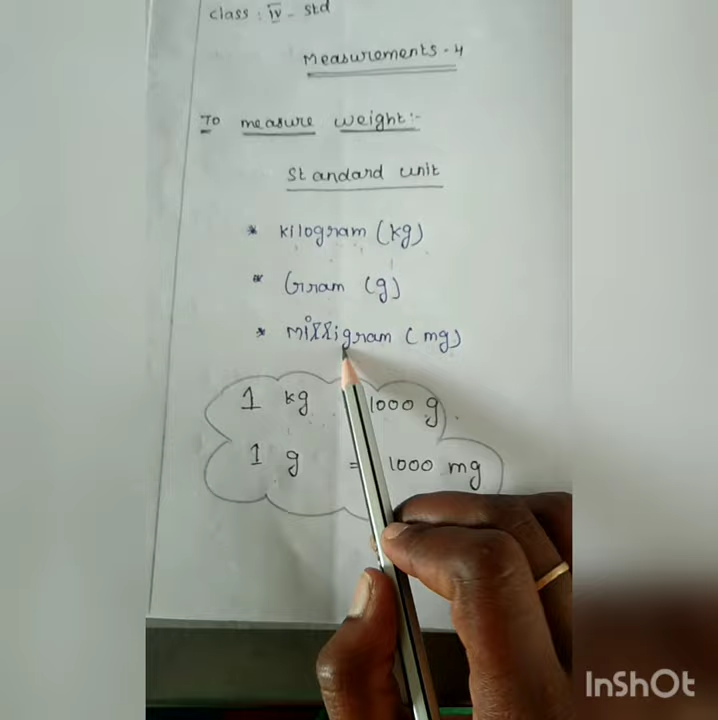 class : IV - std
Measurements - 4
To measure weight:-
Standard unit
* kilogram (kg)
* Gram (g)
* Milligram (mg)
1 kg 1000 g
1 g = 1000 mg
InShOt